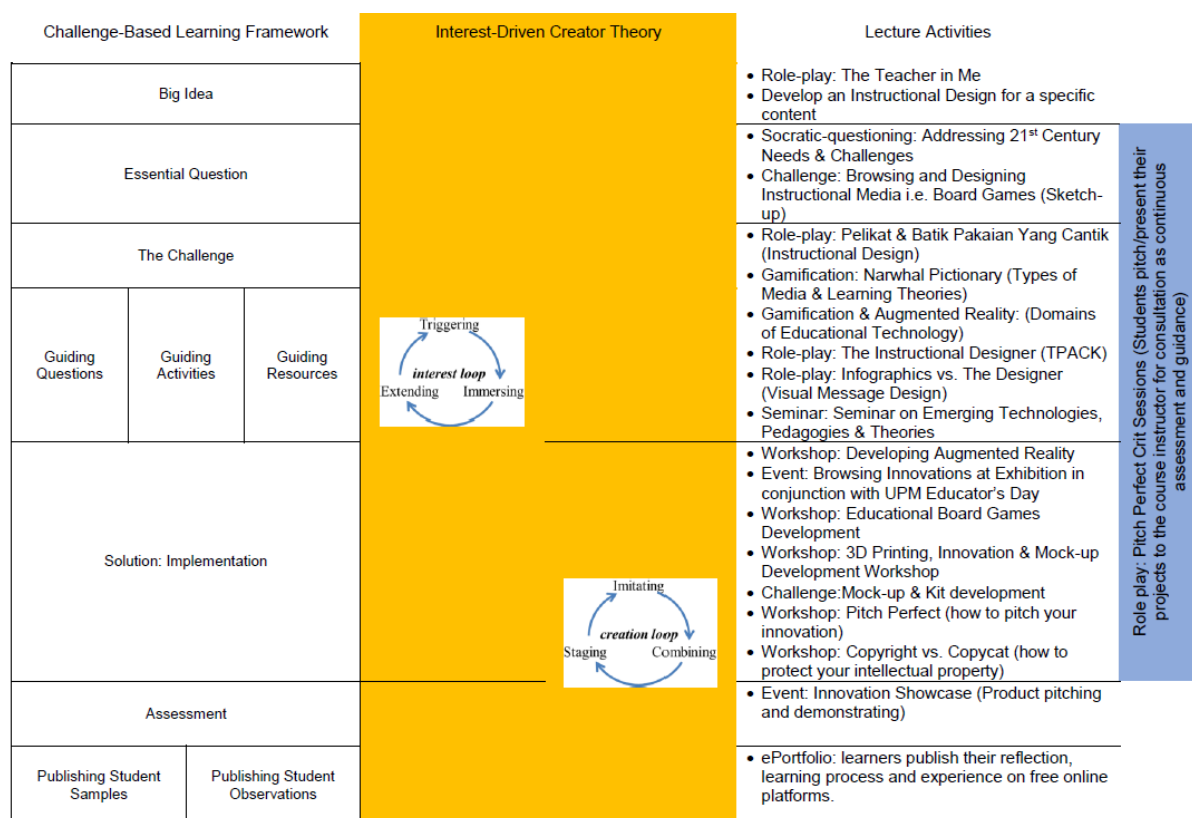 Challenge-Based Learning Framework
Interest-Driven Creator Theory
Lecture Activities
Big Idea
• Role-play: The Teacher in Me
• Develop an Instructional Design for a specific
content
Essential Question
• Socratic-questioning: Addressing 21st Century
Needs & Challenges
• Challenge: Browsing and Designing
Instructional Media i.e. Board Games (Sketch-
up)
The Challenge
Guiding
Questions
Guiding
Activities
Guiding
Resources
Triggering
interest loop
Extending
Immersing
• Role-play: Pelikat & Batik Pakaian Yang Cantik
(Instructional Design)
• Gamification: Narwhal Pictionary (Types of
Media & Learning Theories)
• Gamification & Augmented Reality: (Domains
of Educational Technology)
• Role-play: The Instructional Designer (TPACK)
• Role-play: Infographics vs. The Designer
(Visual Message Design)
• Seminar: Seminar on Emerging Technologies,
Pedagogies & Theories
Solution: Implementation
Imitating
creation loop
Staging
Combining
• Workshop: Developing Augmented Reality
• Event: Browsing Innovations at Exhibition in
conjunction with UPM Educator's Day
• Workshop: Educational Board Games
Development
• Workshop: 3D Printing, Innovation & Mock-up
Development Workshop
• Challenge:Mock-up & Kit development
• Workshop: Pitch Perfect (how to pitch your
innovation)
• Workshop: Copyright vs. Copycat (how to
protect your intellectual property)
Role play: Pitch Perfect Crit Sessions (Students pitch/present their
projects to the course instructor for consultation as continuous
assessment and guidance)
Assessment
• Event: Innovation Showcase (Product pitching
and demonstrating)
Publishing Student
Samples
Publishing Student
Observations
• ePortfolio: learners publish their reflection,
learning process and experience on free online
platforms.